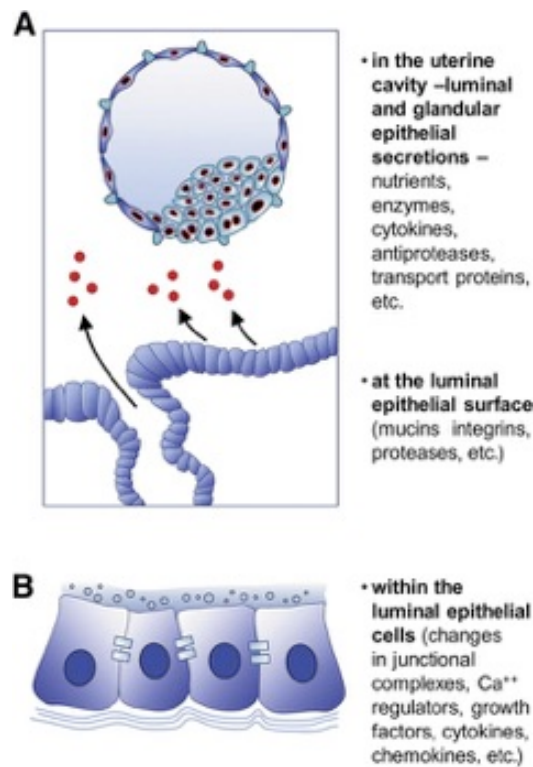 A
• in the uterine
cavity –luminal
and glandular
epithelial
secretions –
nutrients,
enzymes,
cytokines,
antiproteases,
transport proteins,
etc.
• at the luminal
epithelial surface
(mucins integrins,
proteases, etc.)
B
• within the
luminal epithelial
cells (changes
in junctional
complexes, Ca⁺⁺
regulators, growth
factors, cytokines,
chemokines, etc.)